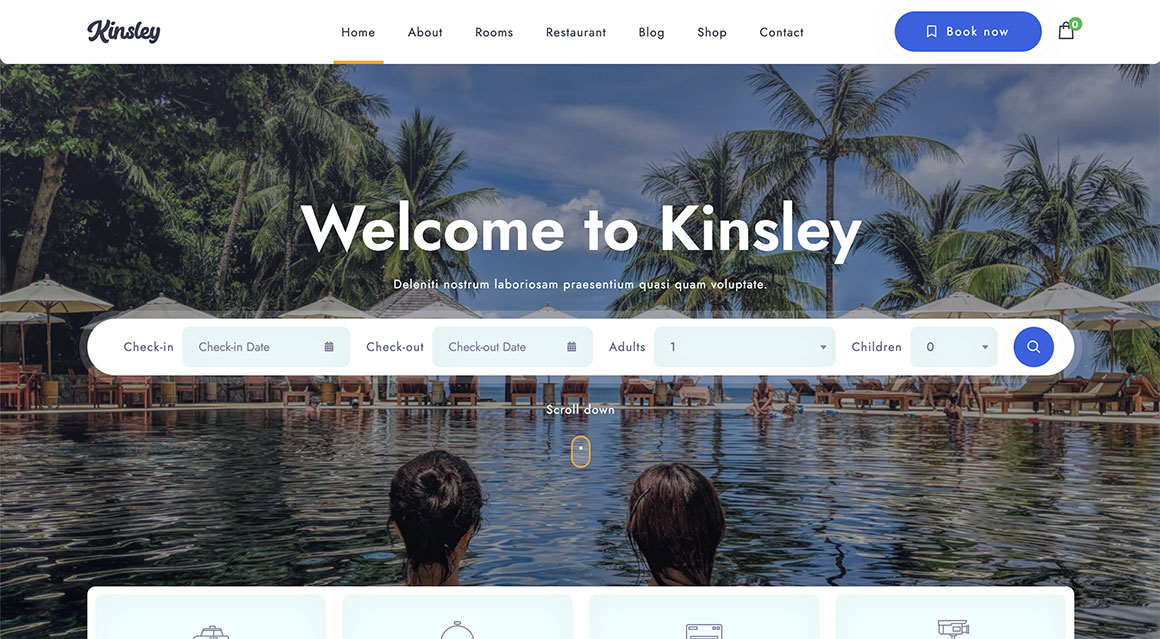 Kinsley
Home About Rooms Restaurant Blog Shop Contact
Book now
0
Welcome to Kinsley
Deleniti nostrum laboriosam praesentium quasi quam voluptate.
Check-in Check-in Date Check-out Check-out Date Adults 1 Children 0
Scroll down